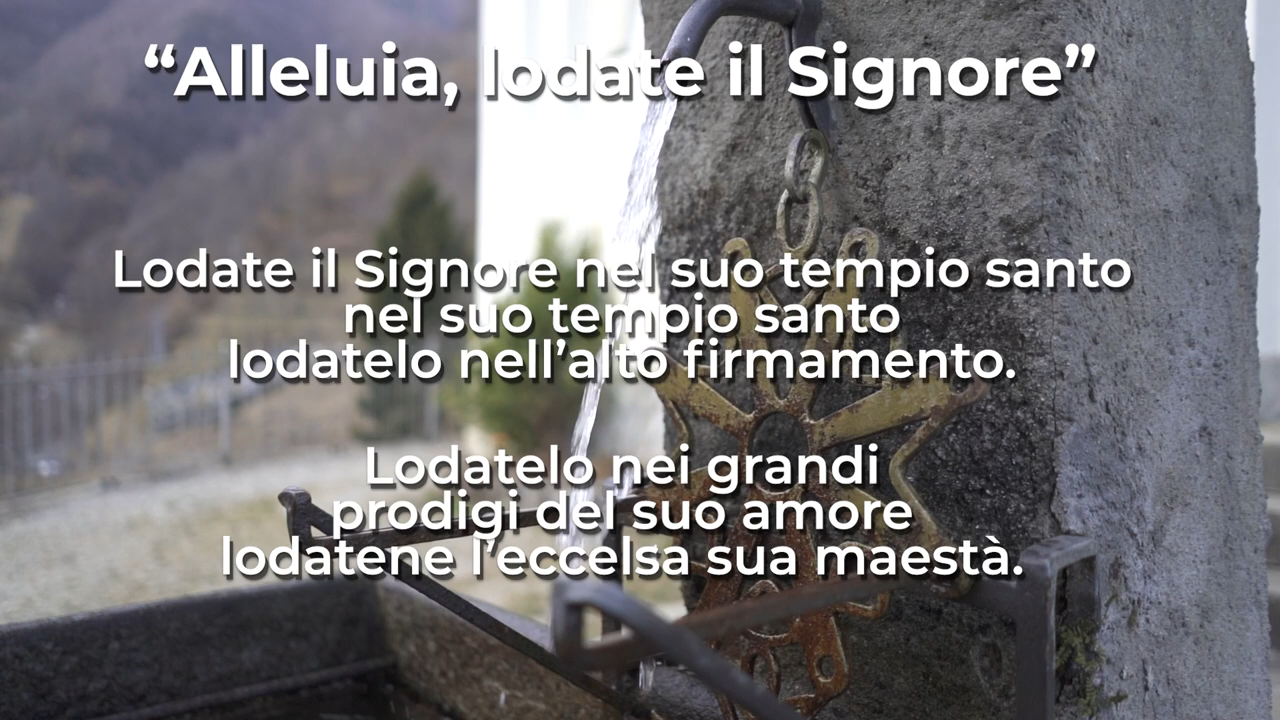 “Alleluia, lodate il Signore”
Lodate il Signore nel suo tempio santo
nel suo tempio santo
lodatelo nell’alto firmamento.
Lodatelo nei grandi
prodigi del suo amore
lodatene l’eccelsa sua maestà.